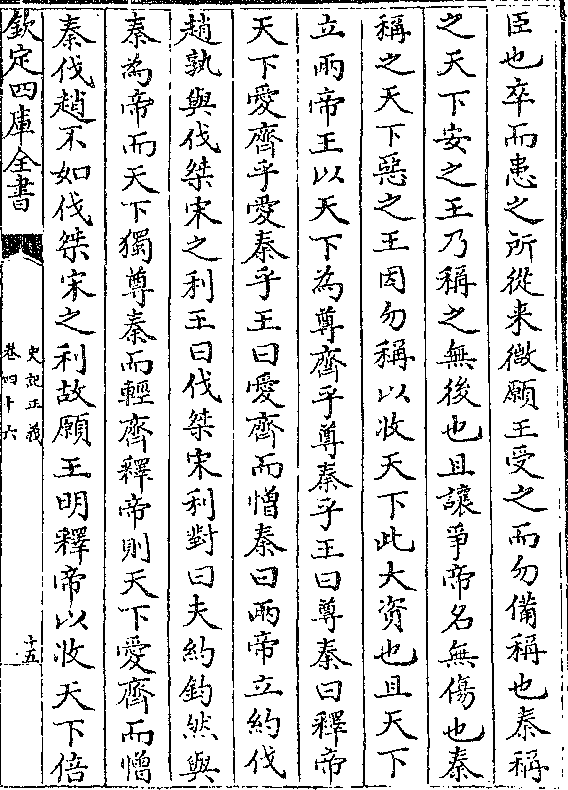 臣也卒而患之所從来微願王受之而勿備稱也秦稱
之天下安之王乃稱之無後也且讓爭帝名無傷也秦
稱之天下惡之王因勿稱以收天下此大資也且天下
立兩帝王以天下為尊齊乎尊秦乎王曰尊秦曰釋帝
天下愛齊乎愛秦乎王曰愛齊而憎秦曰兩帝立約伐
趙孰與伐桀宋之利王曰伐桀宋利對曰夫約鈞然與
秦為帝而天下獨尊秦而輕齊釋帝則天下愛齊而憎
秦伐趙不如伐桀宋之利故願王明釋帝以收天下倍
欽定四庫全書
史記正義
卷四十六
十五